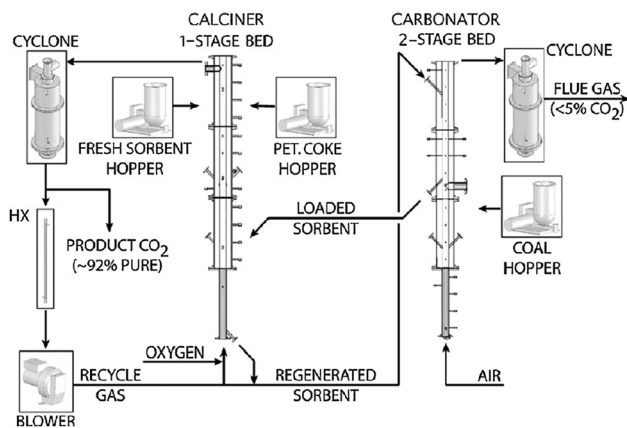 CALCINER
1-STAGE BED
CARBONATOR
2-STAGE BED
CYCLONE
CYCLONE
FLUE GAS
(<5% CO₂)
FRESH SORBENT
HOPPER
PET. COKE
HOPPER
HX
PRODUCT CO₂
(~92% PURE)
LOADED
SORBENT
COAL
HOPPER
OXYGEN
RECYCLE
GAS
REGENERATED
SORBENT
AIR
BLOWER